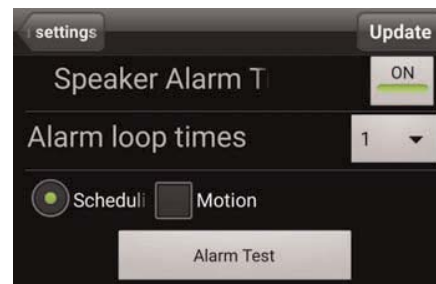 settings Update
Speaker Alarm T ON
Alarm loop times 1
Scheduli Motion
Alarm Test